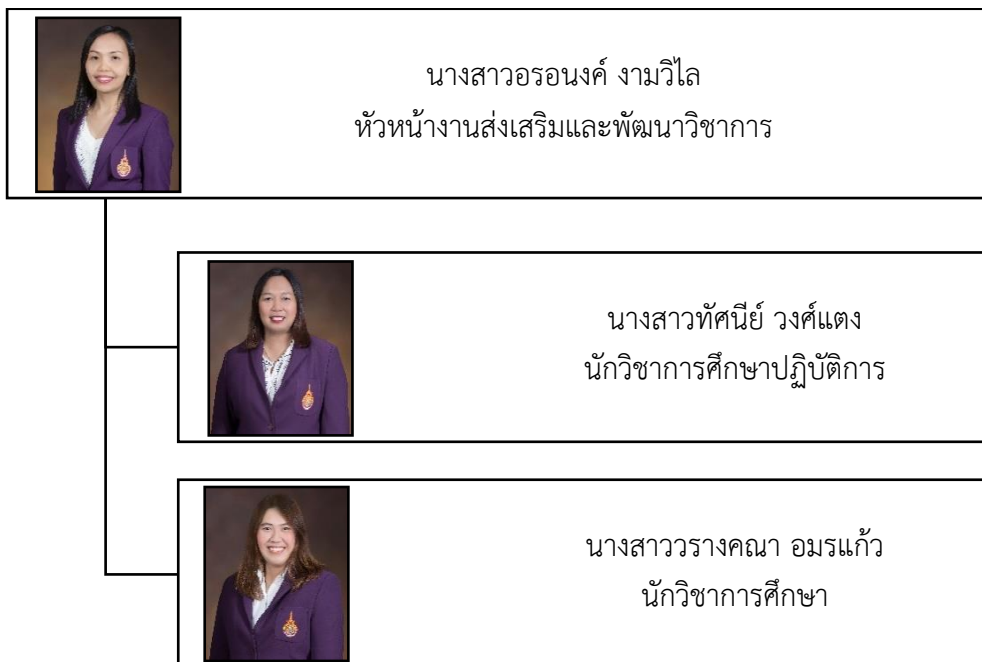 นางสาวอรอนงค์ งามวิไล
หัวหน้างานส่งเสริมและพัฒนาวิชาการ
นางสาวทัศนีย์ วงศ์แตง
นักวิชาการศึกษาปฏิบัติการ
นางสาววรางคณา อมรแก้ว
นักวิชาการศึกษา